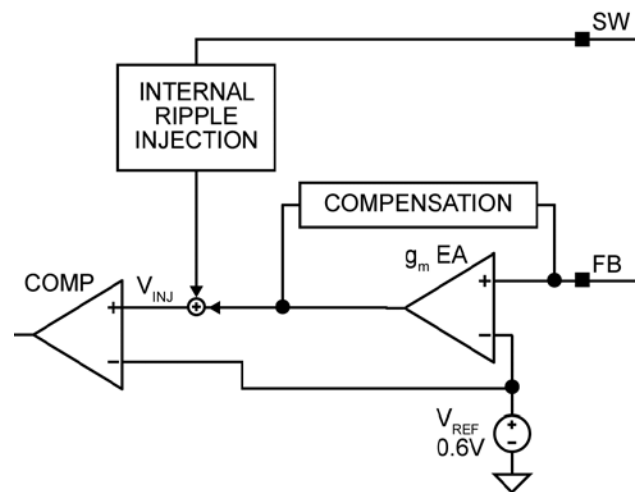 SW
INTERNAL
RIPPLE
INJECTION
COMPENSATION
gm EA
FB
COMP
VINJ
+
+
+
−
−
VREF
0.6V
+
−